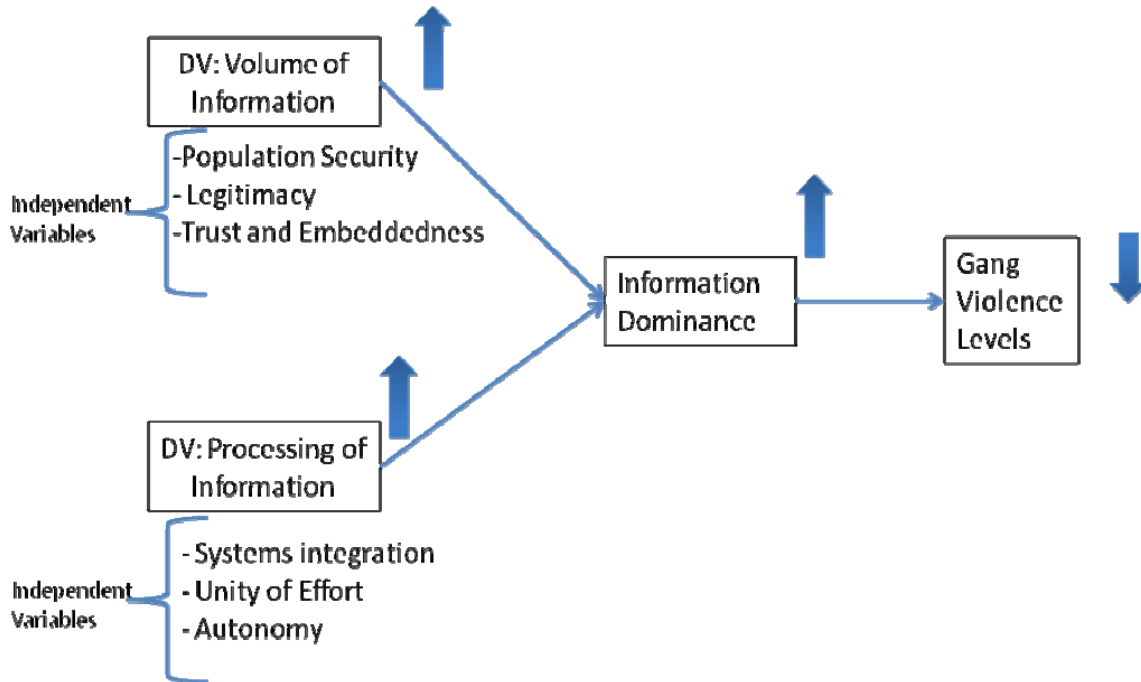 DV: Volume of
Information
-Population Security
- Legitimacy
-Trust and Embeddedness
Independent
Variables
Information
Dominance
Gang
Violence
Levels
DV: Processing of
Information
- Systems integration
- Unity of Effort
- Autonomy
Independent
Variables